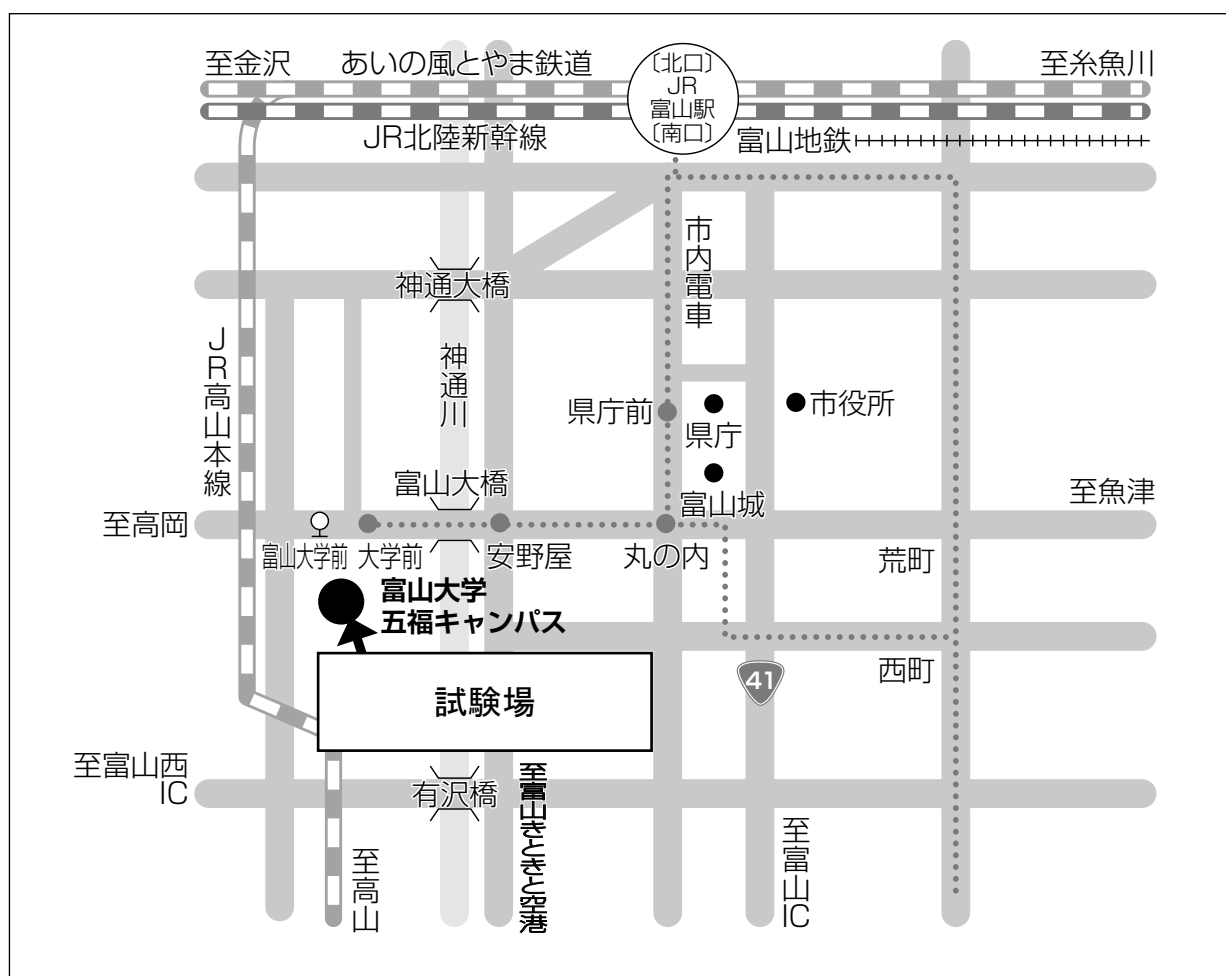 至金沢
あいの風とやま鉄道
〔北口〕
JR
富山駅
〔南口〕
至糸魚川
JR北陸新幹線
富山地鉄
市内電車
神通大橋
JR高山本線
神通川
県庁前
県庁
市役所
富山大橋
富山城
至魚津
至高岡
富山大学前
大学前
安野屋
丸の内
荒町
富山大学
五福キャンパス
西町
41
試験場
至富山西
IC
有沢橋
至富山きときと空港
至高山
至富山IC